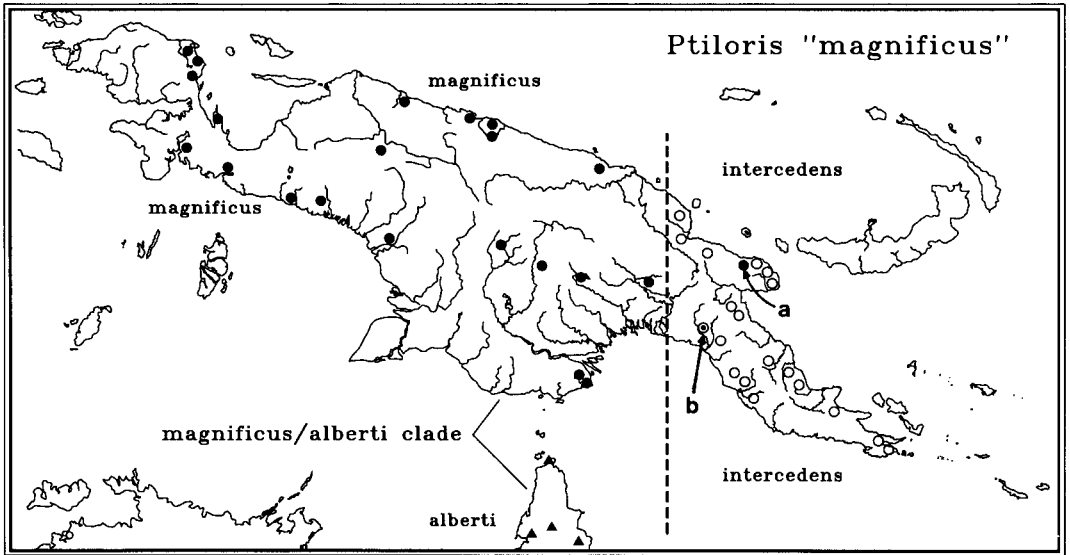 Ptiloris "magnificus"
magnificus
intercedens
magnificus
a
b
magnificus/alberti clade
intercedens
alberti